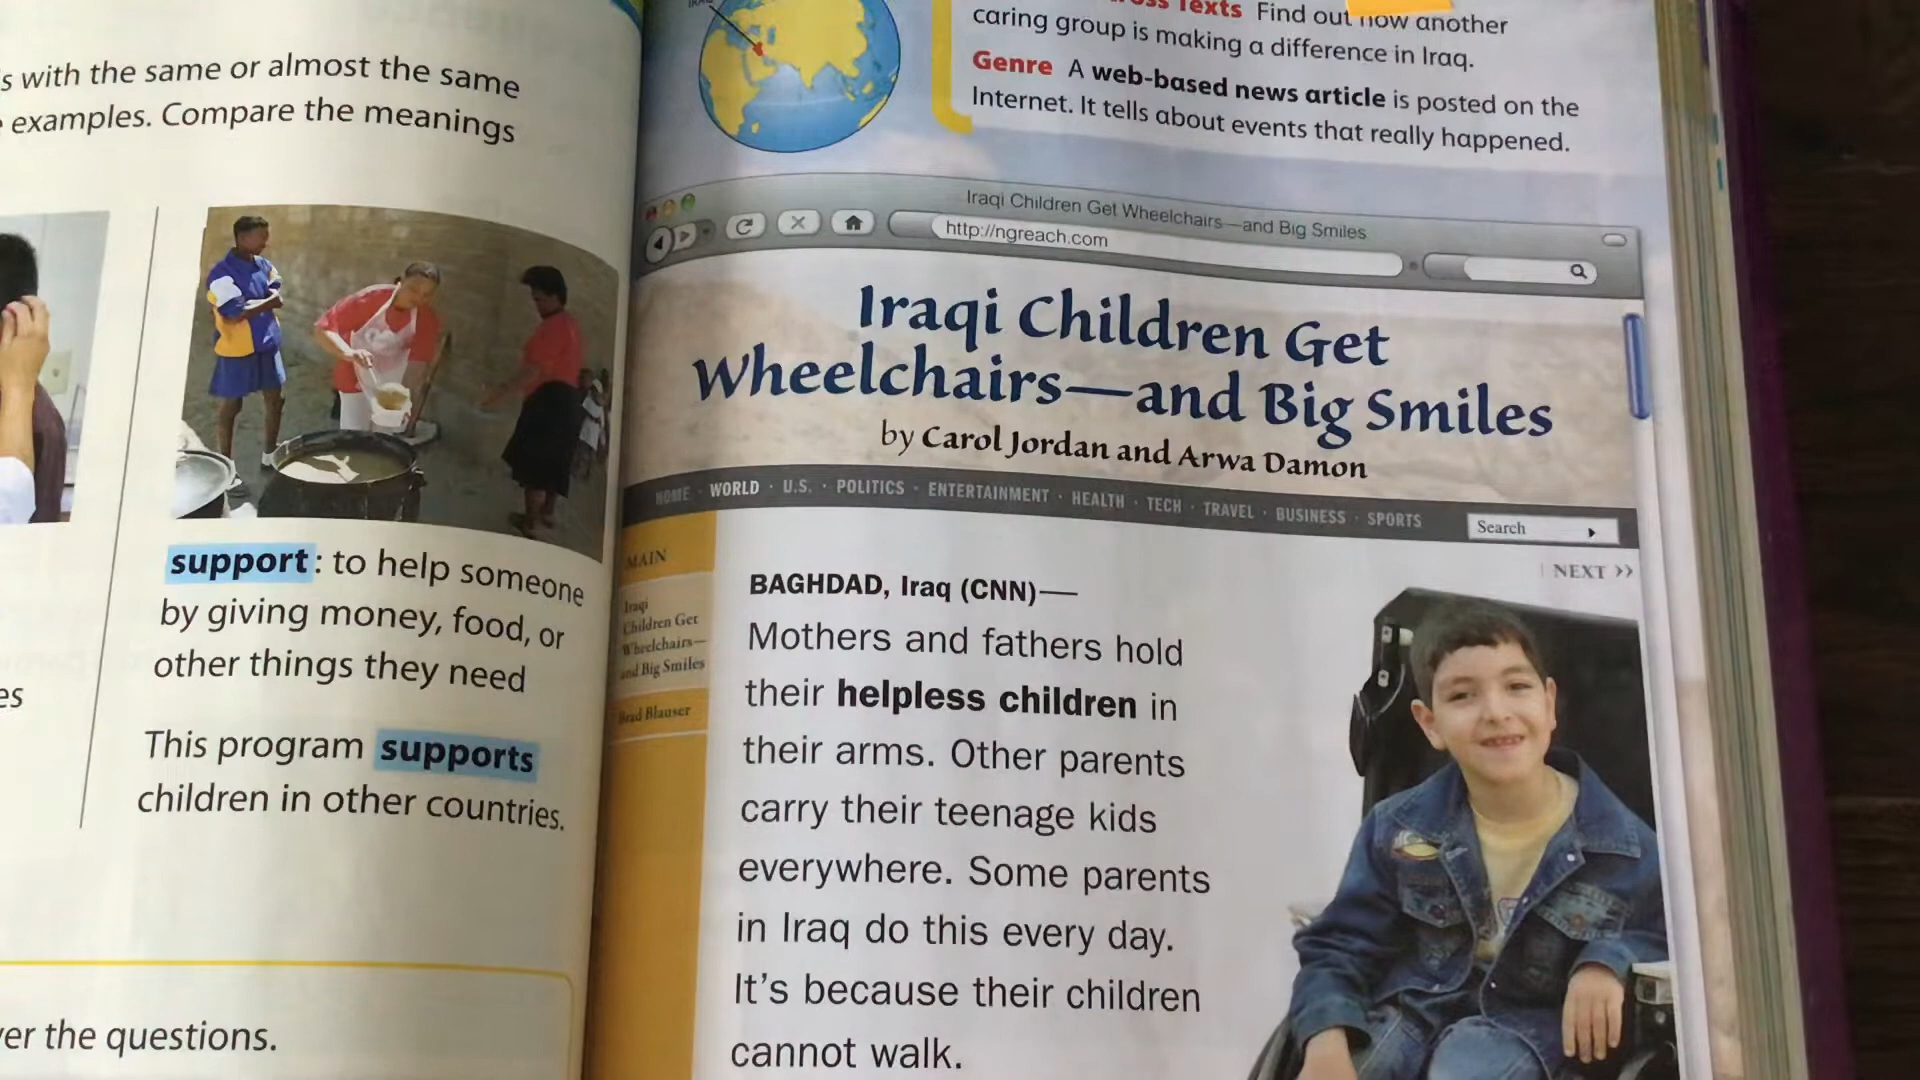 s with the same or almost the same
examples. Compare the meanings
support: to help someone
by giving money, food, or
other things they need
This program supports
children in other countries.
es
er the questions.
Texts Find out how another
caring group is making a difference in Iraq.
Genre A web-based news article is posted on the
Internet. It tells about events that really happened.
Iraqi Children Get Wheelchairs—and Big Smiles
http://ngreach.com
Iraqi Children Get
Wheelchairs—and Big Smiles
by Carol Jordan and Arwa Damon
HOME · WORLD · U.S. · POLITICS · ENTERTAINMENT · HEALTH · TECH · TRAVEL · BUSINESS · SPORTS
Search
MAIN
Iraqi
Children Get
Wheelchairs—
and Big Smiles
Brad Blauser
| NEXT >>
BAGHDAD, Iraq (CNN)—
Mothers and fathers hold
their helpless children in
their arms. Other parents
carry their teenage kids
everywhere. Some parents
in Iraq do this every day.
It's because their children
cannot walk.